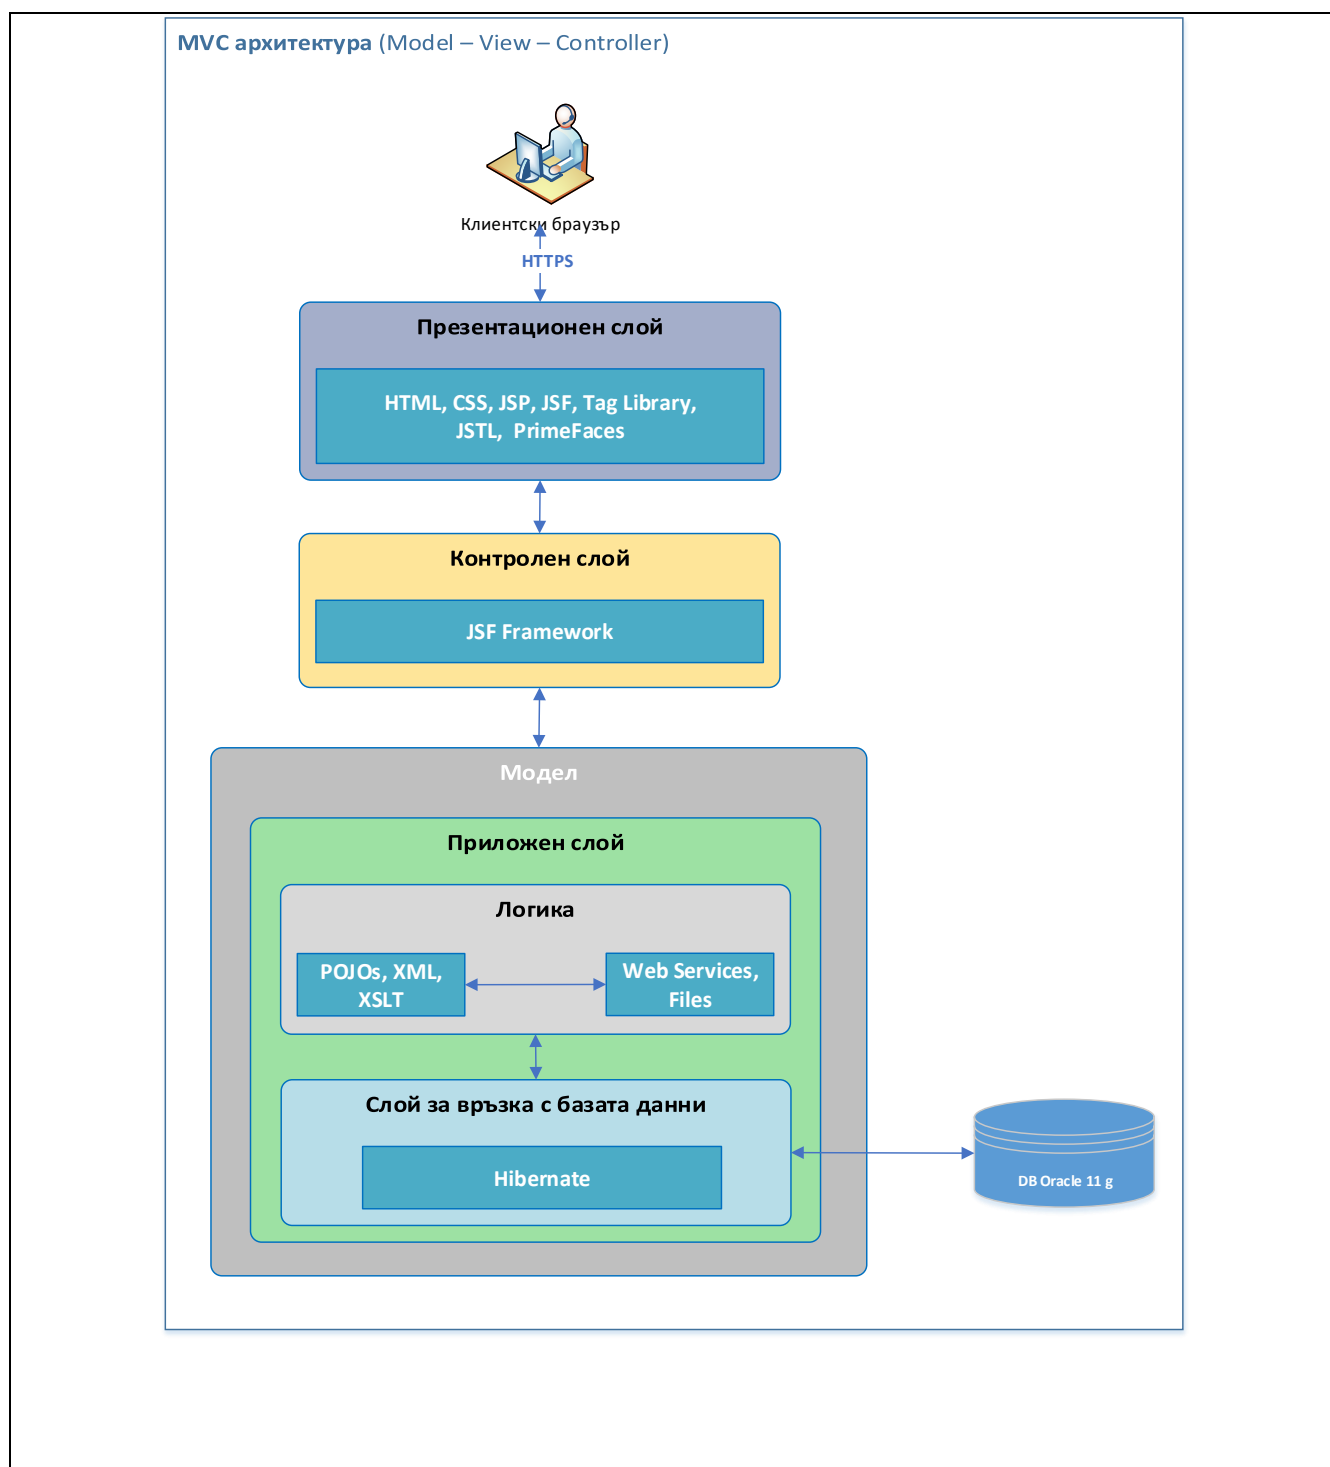 MVC архитектура (Model – View – Controller)
Клиентски браузър
HTTPS
Презентационен слой
HTML, CSS, JSP, JSF, Tag Library,
JSTL, PrimeFaces
Контролен слой
JSF Framework
Модел
Приложен слой
Логика
POJOs, XML,
XSLT
Web Services,
Files
Слой за връзка с базата данни
Hibernate
DB Oracle 11 g